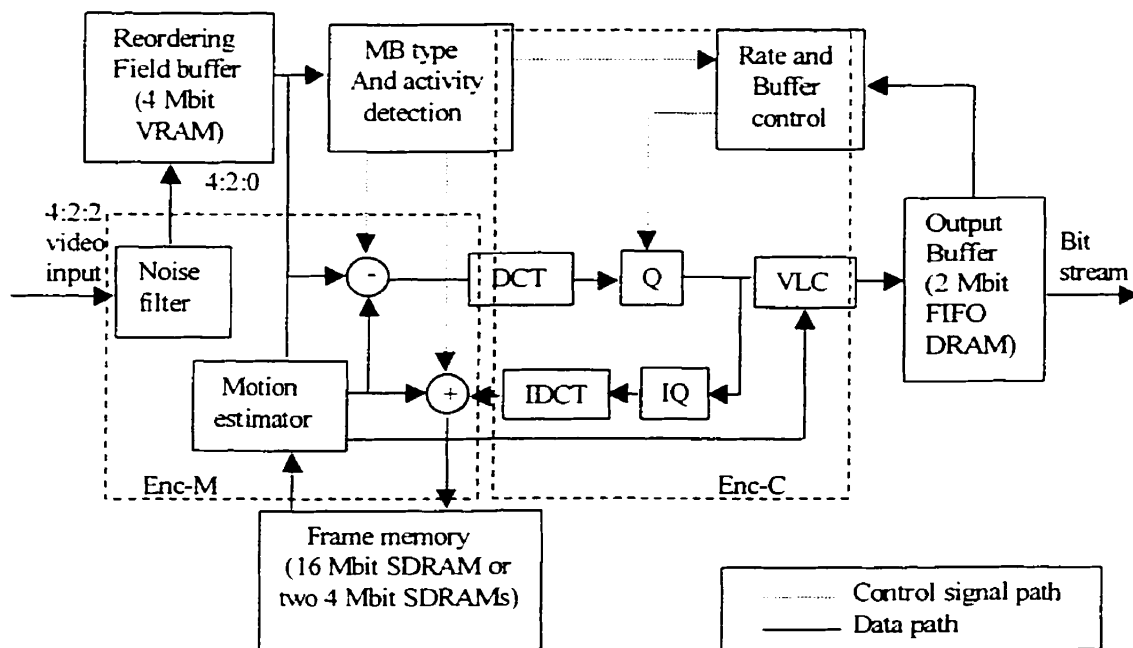 Reordering
Field buffer
(4 Mbit
VRAM)
MB type
And activity
detection
Rate and
Buffer
control
4:2:0
4:2:2
video
input
Noise
filter
-
DCT
Q
VLC
Output
Buffer
(2 Mbit
FIFO
DRAM)
Bit
stream
Motion
estimator
+
IDCT
IQ
Enc-M
Enc-C
Frame memory
(16 Mbit SDRAM or
two 4 Mbit SDRAMs)
Control signal path
Data path